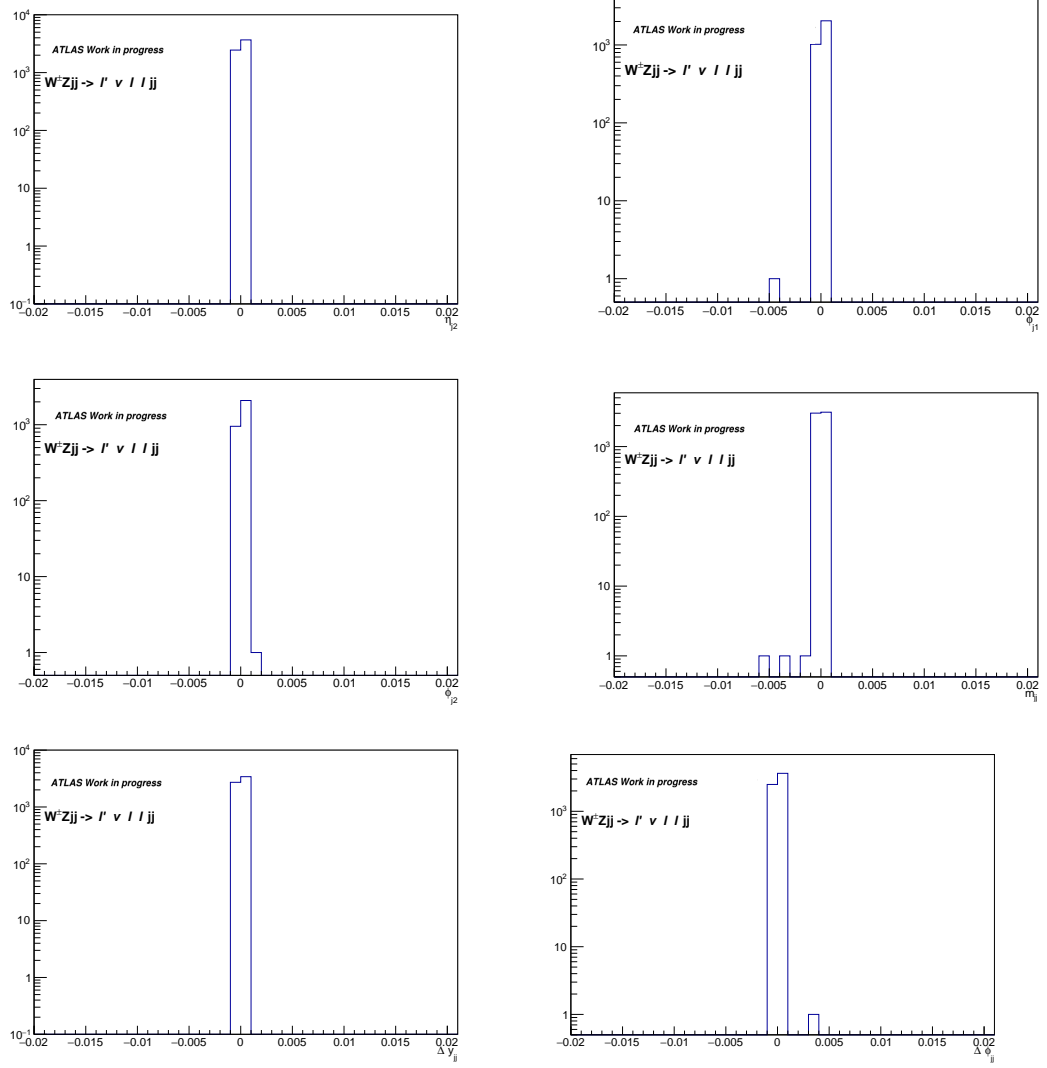 10⁴
10³
10²
10
1
10⁻¹
ATLAS Work in progress
W±Zjj -> l' ν l l jj
−0.02 −0.015 −0.01 −0.005 0 0.005 0.01 0.015 0.02
η_j2
10³
10²
10
1
ATLAS Work in progress
W±Zjj -> l' ν l l jj
−0.02 −0.015 −0.01 −0.005 0 0.005 0.01 0.015 0.02
ϕ_j1
10³
10²
10
1
ATLAS Work in progress
W±Zjj -> l' ν l l jj
−0.02 −0.015 −0.01 −0.005 0 0.005 0.01 0.015 0.02
ϕ_j2
10³
10²
10
1
ATLAS Work in progress
W±Zjj -> l' ν l l jj
−0.02 −0.015 −0.01 −0.005 0 0.005 0.01 0.015 0.02
m_jj
10⁴
10³
10²
10
1
10⁻¹
ATLAS Work in progress
W±Zjj -> l' ν l l jj
−0.02 −0.015 −0.01 −0.005 0 0.005 0.01 0.015 0.02
Δ y_jj
10³
10²
10
1
ATLAS Work in progress
W±Zjj -> l' ν l l jj
−0.02 −0.015 −0.01 −0.005 0 0.005 0.01 0.015 0.02
Δ ϕ_jj